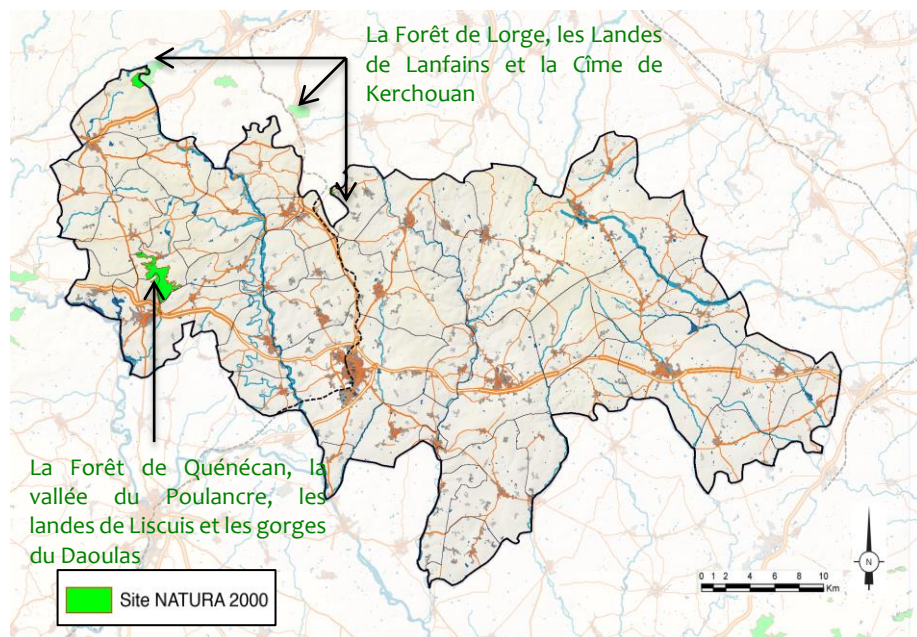 La Forêt de Lorge, les Landes
de Lanfains et la Cîme de
Kerchouan
La Forêt de Quénécan, la
vallée du Poulancre, les
landes de Liscuis et les gorges
du Daoulas
Site NATURA 2000
N
0 1 2 4 6 8 10
Km